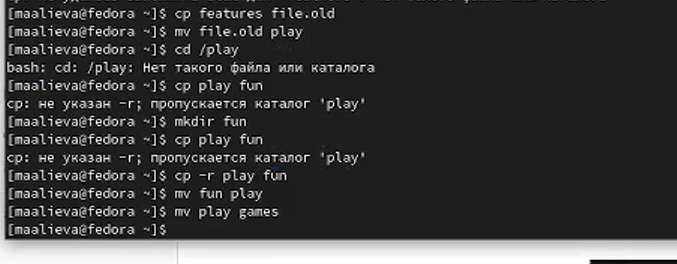 [maalieva@fedora ~]$ cp features file.old
[maalieva@fedora ~]$ mv file.old play
[maalieva@fedora ~]$ cd /play
bash: cd: /play: Нет такого файла или каталога
[maalieva@fedora ~]$ cp play fun
cp: не указан -r; пропускается каталог 'play'
[maalieva@fedora ~]$ mkdir fun
[maalieva@fedora ~]$ cp play fun
cp: не указан -r; пропускается каталог 'play'
[maalieva@fedora ~]$ cp -r play fun
[maalieva@fedora ~]$ mv fun play
[maalieva@fedora ~]$ mv play games
[maalieva@fedora ~]$